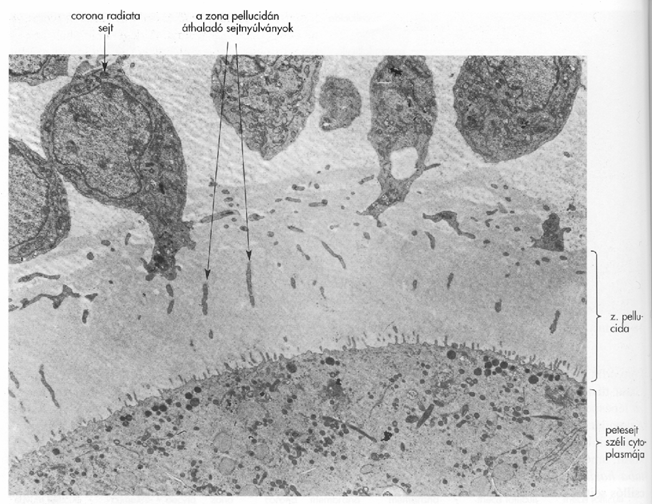 corona radiata
sejt
a zona pellucidán
áthaladó sejtnyúlványok
z. pellu-
cida
petesejt
széli cyto-
plasmája